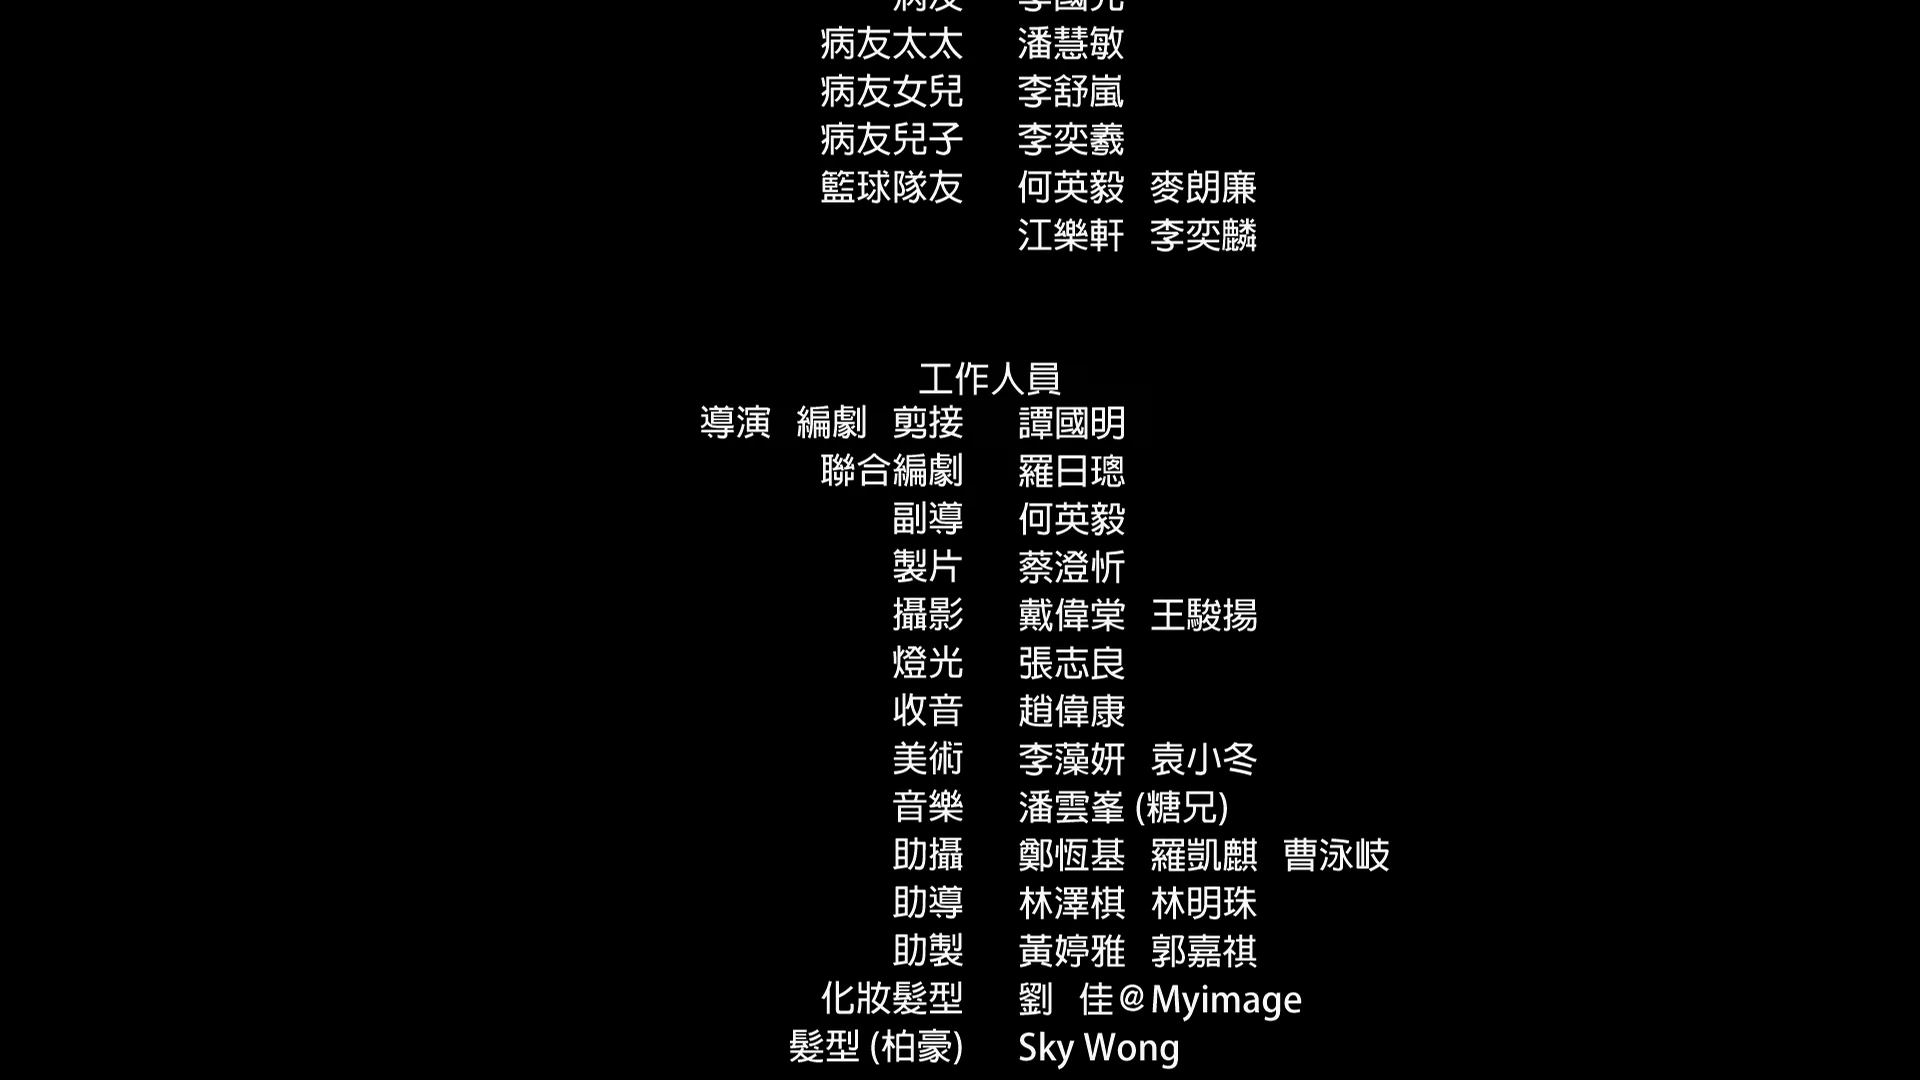 病友 李國元
病友太太 潘慧敏
病友女兒 李舒嵐
病友兒子 李奕羲
籃球隊友 何英毅 麥朗廉
江樂軒 李奕麟
工作人員
導演 編劇 剪接 譚國明
聯合編劇 羅日璁
副導 何英毅
製片 蔡澄忻
攝影 戴偉棠 王駿揚
燈光 張志良
收音 趙偉康
美術 李藻妍 袁小冬
音樂 潘雲峯 (糖兄)
助攝 鄭恆基 羅凱麒 曹泳岐
助導 林澤棋 林明珠
助製 黃婷雅 郭嘉祺
化妝髮型 劉 佳@Myimage
髮型 (柏豪) Sky Wong